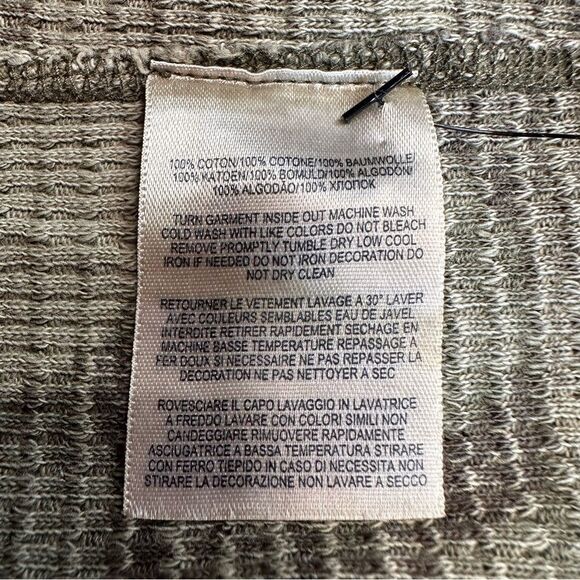 100% COTON/100% COTONE/100% BAUMWOLLE/
100% KATOEN/100% BOMULD/100% ALGODÓN/
100% ALGODÃO/100% ХЛОПОК
TURN GARMENT INSIDE OUT MACHINE WASH
COLD WASH WITH LIKE COLORS DO NOT BLEACH
REMOVE PROMPTLY TUMBLE DRY LOW COOL
IRON IF NEEDED DO NOT IRON DECORATION DO
NOT DRY CLEAN
RETOURNER LE VETEMENT LAVAGE A 30° LAVER
AVEC COULEURS SEMBLABLES EAU DE JAVEL
INTERDITE RETIRER RAPIDEMENT SECHAGE EN
MACHINE BASSE TEMPERATURE REPASSAGE A
FER DOUX SI NECESSAIRE NE PAS REPASSER LA
DECORATION NE PAS NETTOYER A SEC
ROVESCIARE IL CAPO LAVAGGIO IN LAVATRICE
A FREDDO LAVARE CON COLORI SIMILI NON
CANDEGGIARE RIMUOVERE RAPIDAMENTE
ASCIUGATRICE A BASSA TEMPERATURA STIRARE
CON FERRO TIEPIDO IN CASO DI NECESSITA NON
STIRARE LA DECORAZIONE NON LAVARE A SECCO